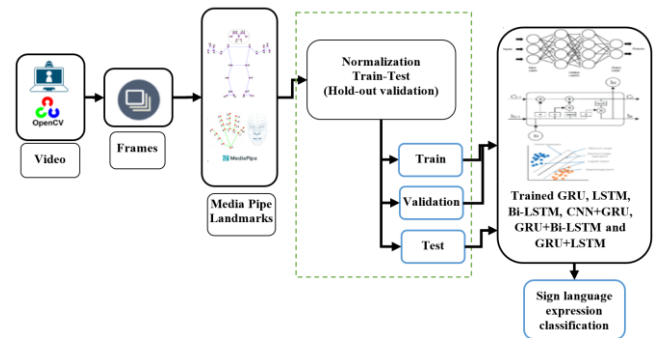 OpenCV
Video
Frames
MediaPipe
Media Pipe
Landmarks
Normalization
Train-Test
(Hold-out validation)
Train
Validation
Test
Trained GRU, LSTM,
Bi-LSTM, CNN+GRU,
GRU+Bi-LSTM and
GRU+LSTM
Sign language
expression
classification